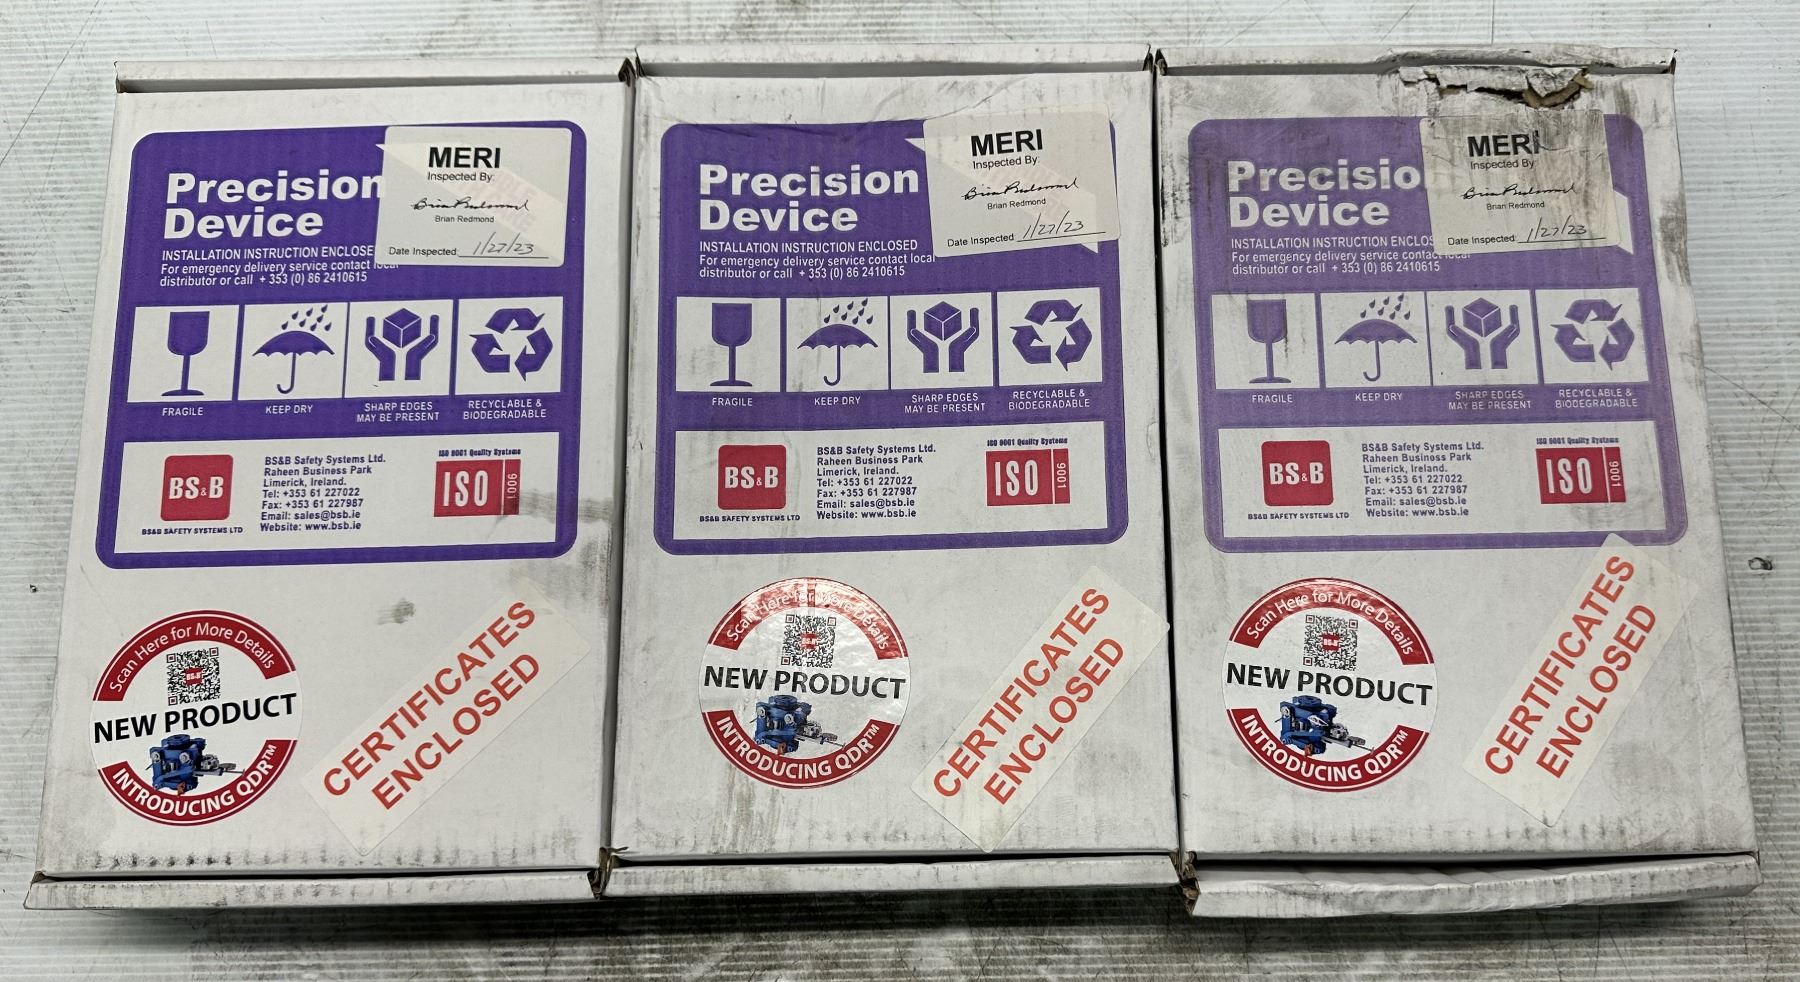 Precision
Device
INSTALLATION INSTRUCTION ENCLOSE
For emergency delivery service contact local
distributor or call + 353 (0) 86 2410615
MERI
Inspected By:
Brian Redmond
Brian Redmond
Date Inspected: 1/27/23
FRAGILE
KEEP DRY
SHARP EDGES
MAY BE PRESENT
RECYCLABLE &
BIODEGRADABLE
BS&B
BS&B SAFETY SYSTEMS LTD
BS&B Safety Systems Ltd.
Raheen Business Park
Limerick, Ireland.
Tel: +353 61 227022
Fax: +353 61 227987
Email: sales@bsb.ie
Website: www.bsb.ie
ISO 9001 Quality Systems
ISO 9001
Scan Here for More Details
BS&B
NEW PRODUCT
INTRODUCING QDR™
CERTIFICATES
ENCLOSED
Precision
Device
INSTALLATION INSTRUCTION ENCLOSED
For emergency delivery service contact local
distributor or call + 353 (0) 86 2410615
MERI
Inspected By:
Brian Redmond
Brian Redmond
Date Inspected 1/27/23
FRAGILE
KEEP DRY
SHARP EDGES
MAY BE PRESENT
RECYCLABLE &
BIODEGRADABLE
BS&B
BS&B SAFETY SYSTEMS LTD
BS&B Safety Systems Ltd.
Raheen Business Park
Limerick, Ireland.
Tel: +353 61 227022
Fax: +353 61 227987
Email: sales@bsb.ie
Website: www.bsb.ie
ISO 9001 Quality Systems
ISO 9001
Scan Here for More Details
BS&B
NEW PRODUCT
INTRODUCING QDR™
CERTIFICATES
ENCLOSED
Precisio
Device
INSTALLATION INSTRUCTION ENCLOS
For emergency delivery service contact local
distributor or call + 353 (0) 86 2410615
MERI
Inspected By:
Brian Redmond
Brian Redmond
Date Inspected: 1/27/23
FRAGILE
KEEP DRY
SHARP EDGES
MAY BE PRESENT
RECYCLABLE &
BIODEGRADABLE
BS&B
BS&B SAFETY SYSTEMS LTD
BS&B Safety Systems Ltd.
Raheen Business Park
Limerick, Ireland.
Tel: +353 61 227022
Fax: +353 61 227987
Email: sales@bsb.ie
Website: www.bsb.ie
ISO 9001 Quality Systems
ISO 9001
Scan Here for More Details
BS&B
NEW PRODUCT
INTRODUCING QDR™
CERTIFICATES
ENCLOSED